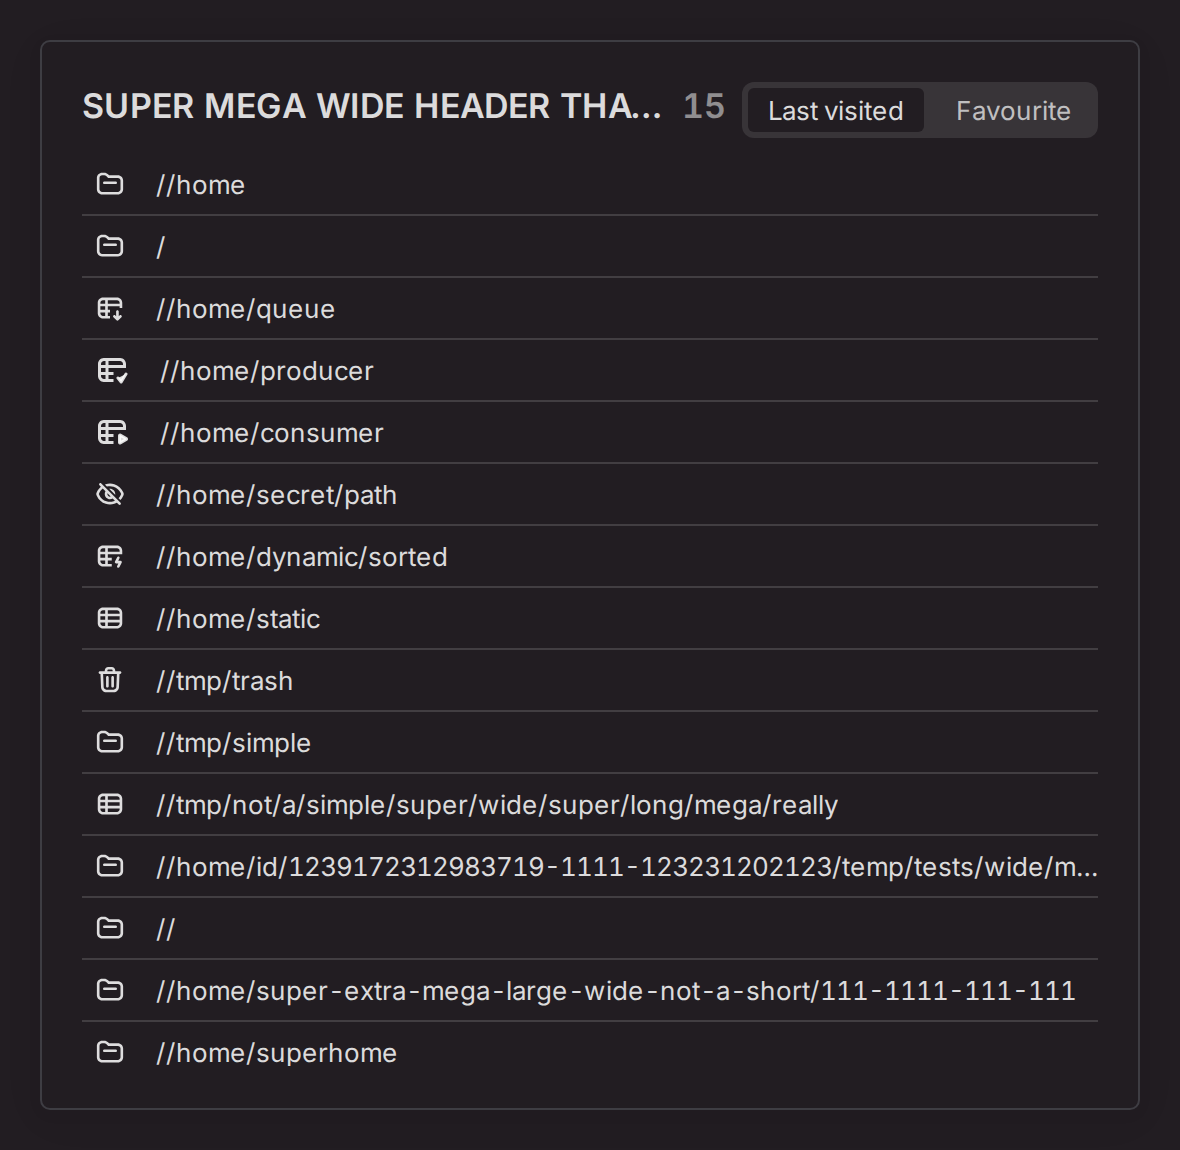 SUPER MEGA WIDE HEADER THA... 15 Last visited Favourite
//home
/
//home/queue
//home/producer
//home/consumer
//home/secret/path
//home/dynamic/sorted
//home/static
//tmp/trash
//tmp/simple
//tmp/not/a/simple/super/wide/super/long/mega/really
//home/id/1239172312983719-1111-123231202123/temp/tests/wide/m...
//
//home/super-extra-mega-large-wide-not-a-short/111-1111-111-111
//home/superhome